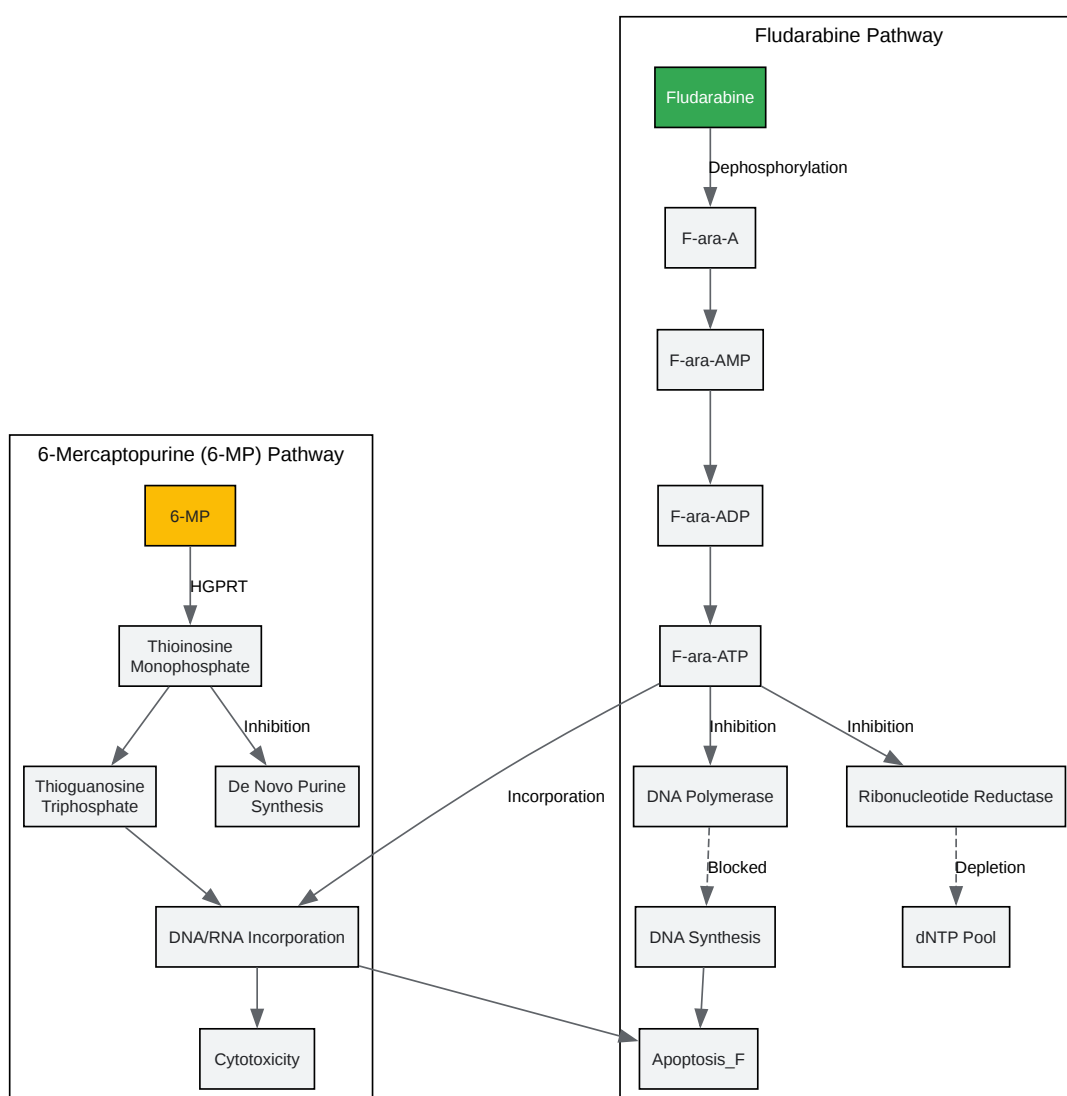 Fludarabine Pathway
Fludarabine
Dephosphorylation
F-ara-A
F-ara-AMP
6-Mercaptopurine (6-MP) Pathway
6-MP
F-ara-ADP
HGPRT
Thioinosine
Monophosphate
F-ara-ATP
Inhibition
Inhibition
Inhibition
Thioguanosine
Triphosphate
De Novo Purine
Synthesis
Incorporation
DNA Polymerase
Ribonucleotide Reductase
Blocked
Depletion
DNA/RNA Incorporation
DNA Synthesis
dNTP Pool
Cytotoxicity
Apoptosis_F